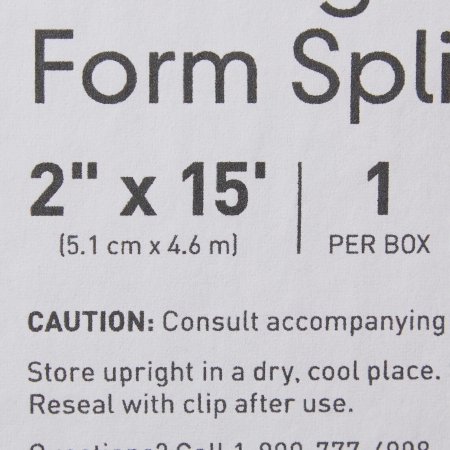 Form Spli
2" x 15' | 1
(5.1 cm x 4.6 m) PER BOX
CAUTION: Consult accompanying
Store upright in a dry, cool place.
Reseal with clip after use.